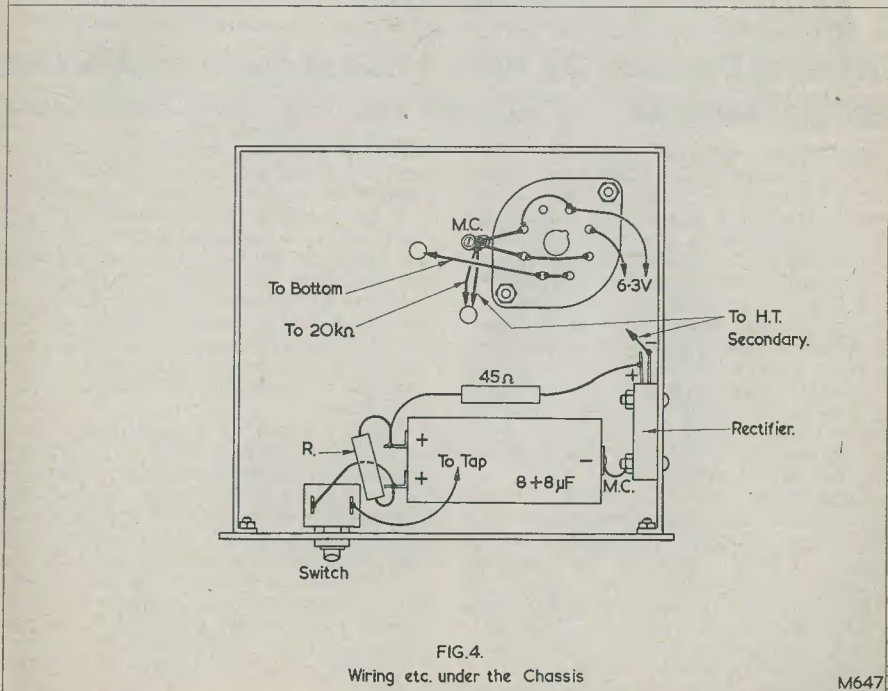 M.C.
To Bottom
To 20kΩ
6·3V
To H.T.
Secondary.
45Ω
+
−
Rectifier.
R.
+
+
To Tap
−
8+8µF
M.C.
Switch
FIG.4.
Wiring etc. under the Chassis
M647